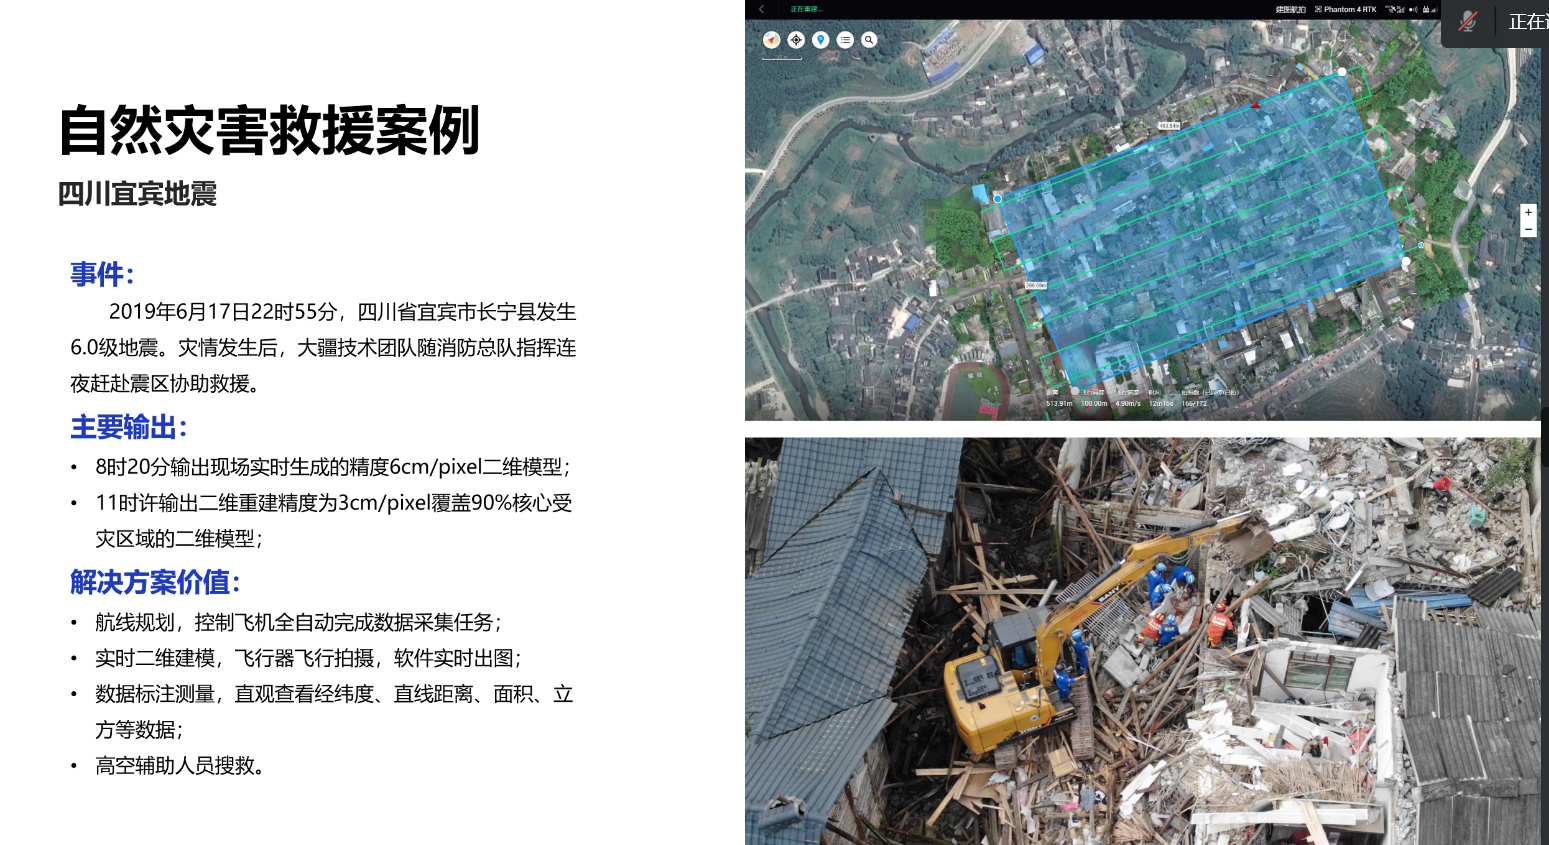 自然灾害救援案例
四川宜宾地震
事件：
2019年6月17日22时55分，四川省宜宾市长宁县发生
6.0级地震。灾情发生后，大疆技术团队随消防总队指挥连
夜赶赴震区协助救援。
主要输出：
• 8时20分输出现场实时生成的精度6cm/pixel二维模型；
• 11时许输出二维重建精度为3cm/pixel覆盖90%核心受
灾区域的二维模型；
解决方案价值：
• 航线规划，控制飞机全自动完成数据采集任务；
• 实时二维建模，飞行器飞行拍摄，软件实时出图；
• 数据标注测量，直观查看经纬度、直线距离、面积、立
方等数据；
• 高空辅助人员搜救。
正在重建...
建图航拍 Phantom 4 RTK
正在
+
−
513.91m 100.00m 4.90m/s 12m16s 166/172
SANY